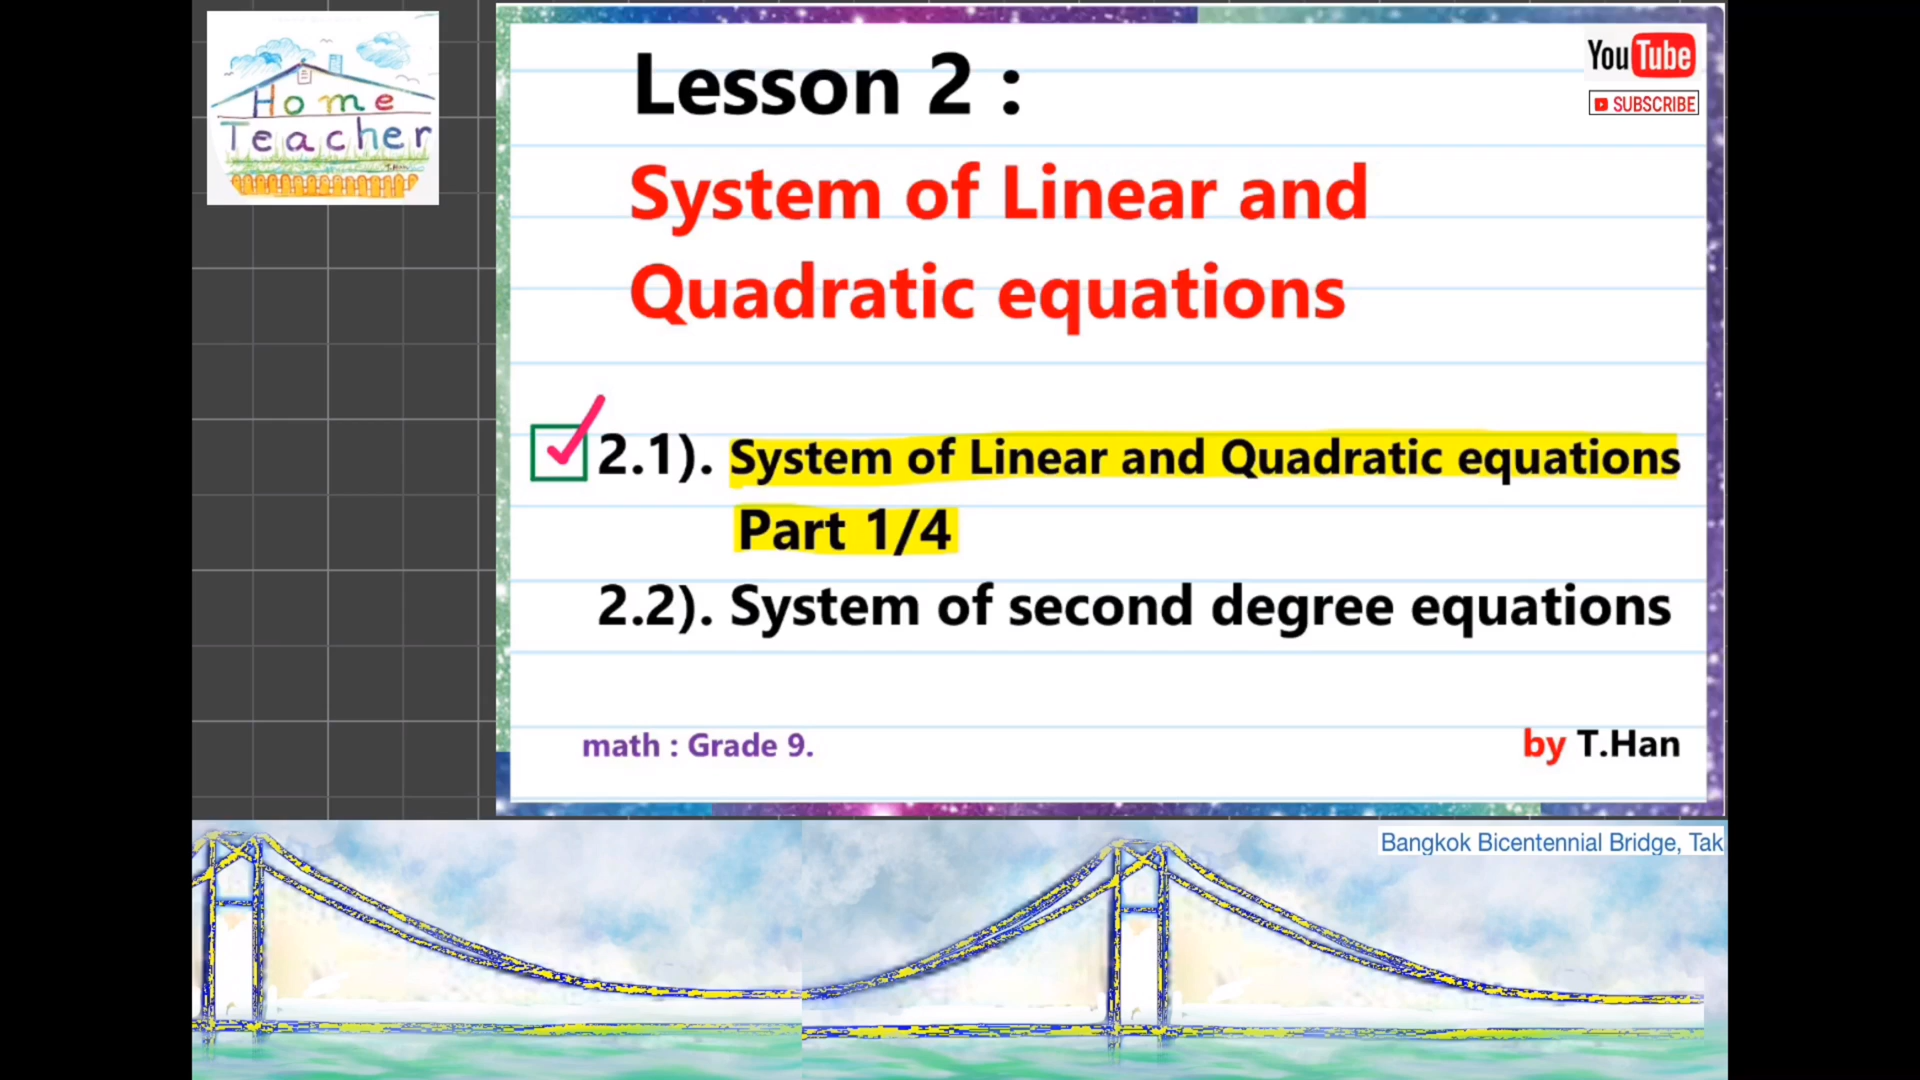 Home
Teacher
YouTube
SUBSCRIBE
Lesson 2 :
System of Linear and
Quadratic equations
2.1). System of Linear and Quadratic equations
Part 1/4
2.2). System of second degree equations
math : Grade 9.
by T.Han
Bangkok Bicentennial Bridge, Tak